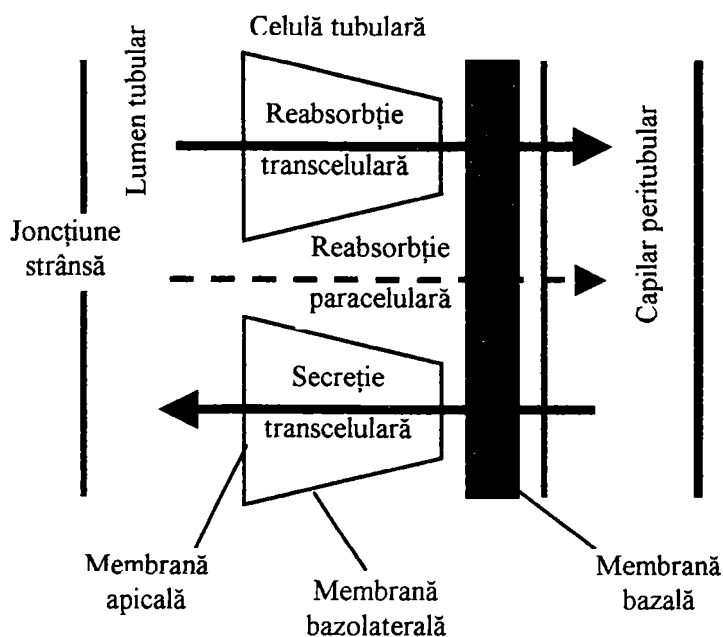 Celulă tubulară
Lumen tubular
Reabsorbție
transcelulară
Joncțiune
strânsă
Reabsorbție
paracelulară
Capilar peritubular
Secreție
transcelulară
Membrană
apicală
Membrană
bazolaterală
Membrană
bazală